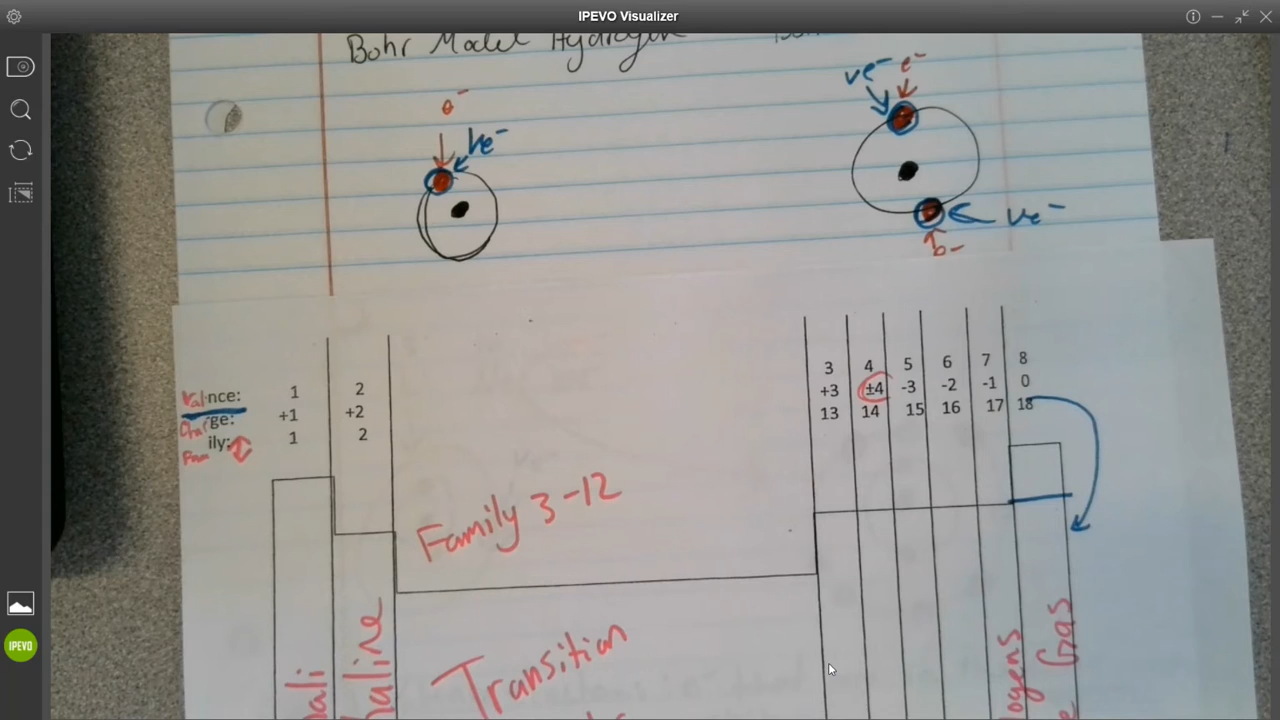 IPEVO Visualizer
Bohr Model Hydrogen
e-
ve-
ve- e-
ve-
Valnce: 1 2 3 4 5 6 7 8
Charge: +1 +2 +3 ±4 -3 -2 -1 0
Family: 1 2 13 14 15 16 17 18
Family 3-12
Transition
IPEVO